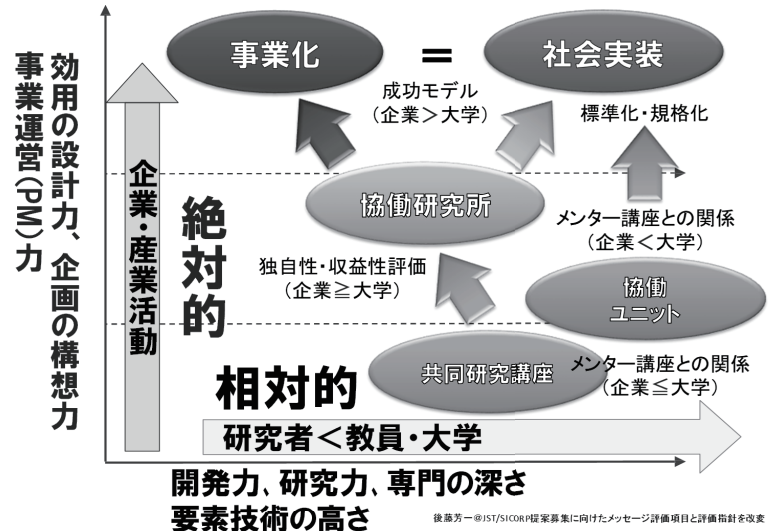 効用の設計力、企画の構想力
事業運営(PM)力
企業・産業活動
事業化
=
社会実装
成功モデル
(企業>大学)
標準化・規格化
絶対的
協働研究所
メンター講座との関係
(企業<大学)
独自性・収益性評価
(企業≧大学)
協働
ユニット
共同研究講座
メンター講座との関係
(企業≦大学)
相対的
研究者<教員・大学
開発力、研究力、専門の深さ
要素技術の高さ
後藤芳一@JST/SICORP提案募集に向けたメッセージ評価項目と評価指針を改変